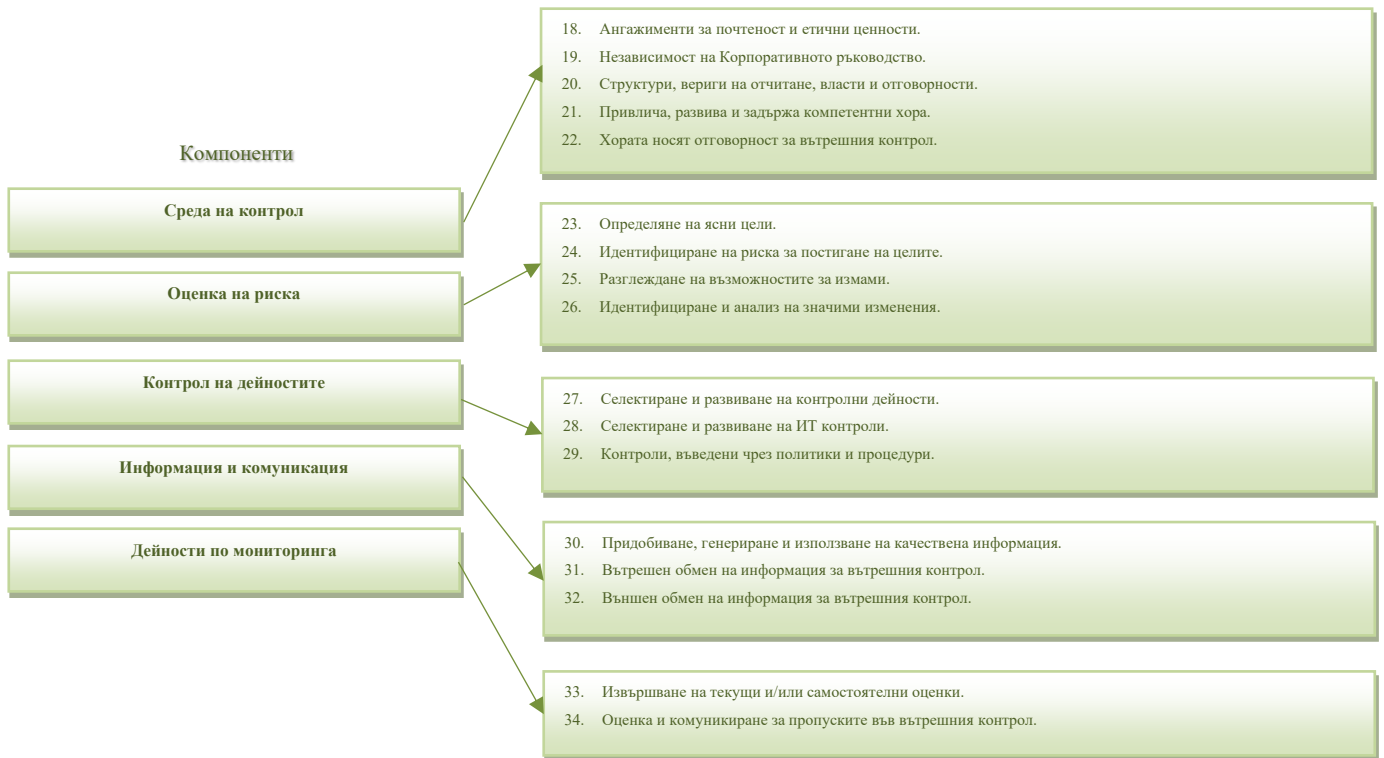 Компоненти
Среда на контрол
Оценка на риска
Контрол на дейностите
Информация и комуникация
Дейности по мониторинга
18. Ангажименти за почтеност и етични ценности.
19. Независимост на Корпоративното ръководство.
20. Структури, вериги на отчитане, власти и отговорности.
21. Привлича, развива и задържа компетентни хора.
22. Хората носят отговорност за вътрешния контрол.
23. Определяне на ясни цели.
24. Идентифициране на риска за постигане на целите.
25. Разглеждане на възможностите за измами.
26. Идентифициране и анализ на значими изменения.
27. Селектиране и развиване на контролни дейности.
28. Селектиране и развиване на ИТ контроли.
29. Контроли, въведени чрез политики и процедури.
30. Придобиване, генериране и използване на качествена информация.
31. Вътрешен обмен на информация за вътрешния контрол.
32. Външен обмен на информация за вътрешния контрол.
33. Извършване на текущи и/или самостоятелни оценки.
34. Оценка и комуникиране за пропуските във вътрешния контрол.